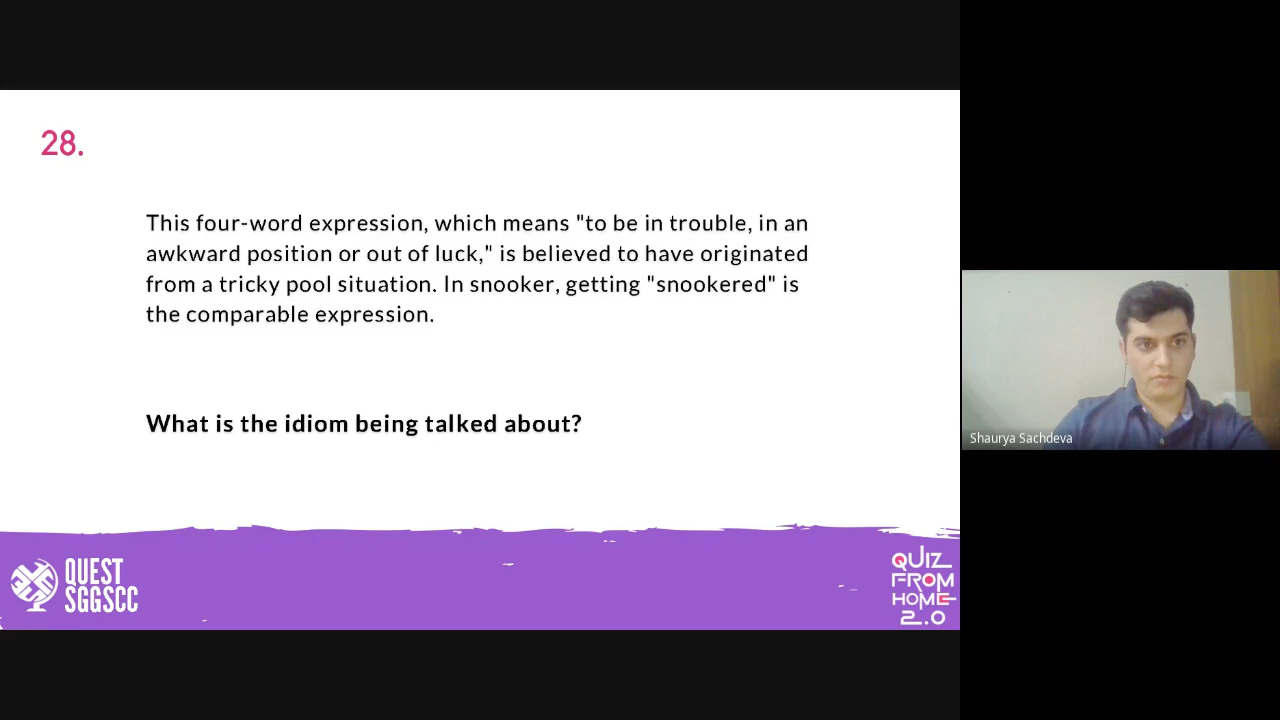 28.
This four-word expression, which means "to be in trouble, in an
awkward position or out of luck," is believed to have originated
from a tricky pool situation. In snooker, getting "snookered" is
the comparable expression.
What is the idiom being talked about?
QUEST
SGGSCC
QUIZ
FROM
HOME
2.0
Shaurya Sachdeva